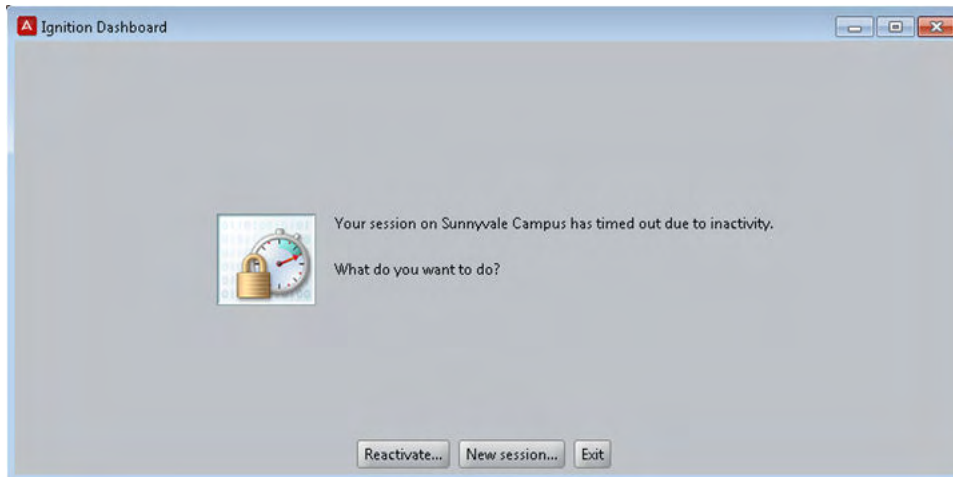 Ignition Dashboard
Your session on Sunnyvale Campus has timed out due to inactivity.
What do you want to do?
Reactivate... New session... Exit